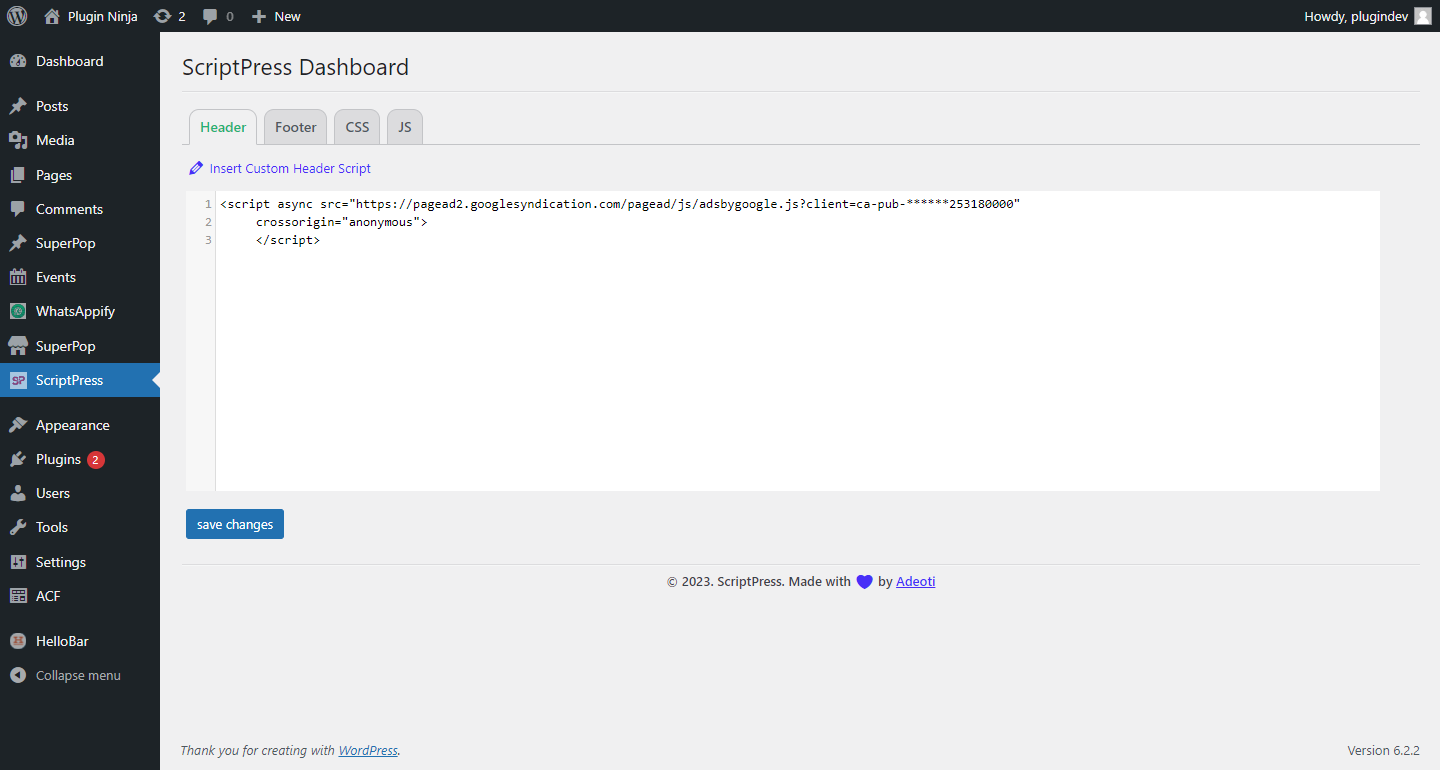 Plugin Ninja 2 0 New Howdy, plugindev
Dashboard
Posts
Media
Pages
Comments
SuperPop
Events
WhatsAppify
SuperPop
SP ScriptPress
Appearance
Plugins 2
Users
Tools
Settings
ACF
HelloBar
Collapse menu
ScriptPress Dashboard
Header Footer CSS JS
Insert Custom Header Script
1 <script async src="https://pagead2.googlesyndication.com/pagead/js/adsbygoogle.js?client=ca-pub-******253180000"
2 crossorigin="anonymous">
3 </script>
save changes
© 2023. ScriptPress. Made with by Adeoti
Thank you for creating with WordPress. Version 6.2.2